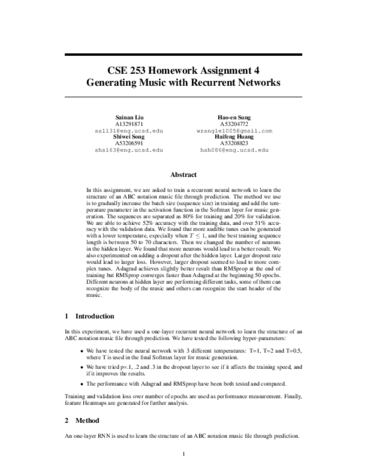 CSE 253 Homework Assignment 4
Generating Music with Recurrent Networks
Sainan Liu
A13291871
sal131@eng.ucsd.edu
Shiwei Song
A53206591
shs163@eng.ucsd.edu
Hao-en Sung
A53204772
wrangle1005@gmail.com
Haifeng Huang
A53208823
hah086@eng.ucsd.edu
Abstract
In this assignment, we are asked to train a recurrent neural network to learn the
structure of an ABC notation music file through prediction. The method we use
is to gradually increase the batch size (sequence size) in training and add the tem-
perature parameter in the activation function in the Softmax layer for music gen-
eration. The sequences are separated as 80% for training and 20% for validation.
We are able to achieve 52% accuracy with the training data, and over 51% accu-
racy with the validation data. We found that more audible tunes can be generated
with a lower temperature, especially when T ≤ 1, and the best training sequence
length is between 50 to 70 characters. Then we changed the number of neurons
in the hidden layer. We found that more neurons would lead to a better result. We
also experimented on adding a dropout after the hidden layer. Larger dropout rate
would lead to larger loss. However, larger dropout seemed to lead to more com-
plex tunes. Adagrad achieves slightly better result than RMSprop at the end of
training but RMSprop converges faster than Adagrad at the beginning 50 epochs.
Different neurons at hidden layer are performing different tasks, some of them can
recognize the body of the music and others can recognize the start header of the
music.
1 Introduction
In this experiment, we have used a one-layer recurrent neural network to learn the structure of an
ABC notation music file through prediction. We have tested the following hyper-parameters:
• We have tested the neural network with 3 different temperatures: T=1, T=2 and T=0.5,
where T is used in the final Softmax layer for music generation.
• We have tried p=.1, .2 and .3 in the dropout layer to see if it affects the training speed, and
if it improves the results.
• The performance with Adagrad and RMSprop have been both tested and compared.
Training and validation loss over number of epochs are used as performance measurement. Finally,
feature Heatmaps are generated for further analysis.
2 Method
An one-layer RNN is used to learn the structure of an ABC notation music file through prediction.
1